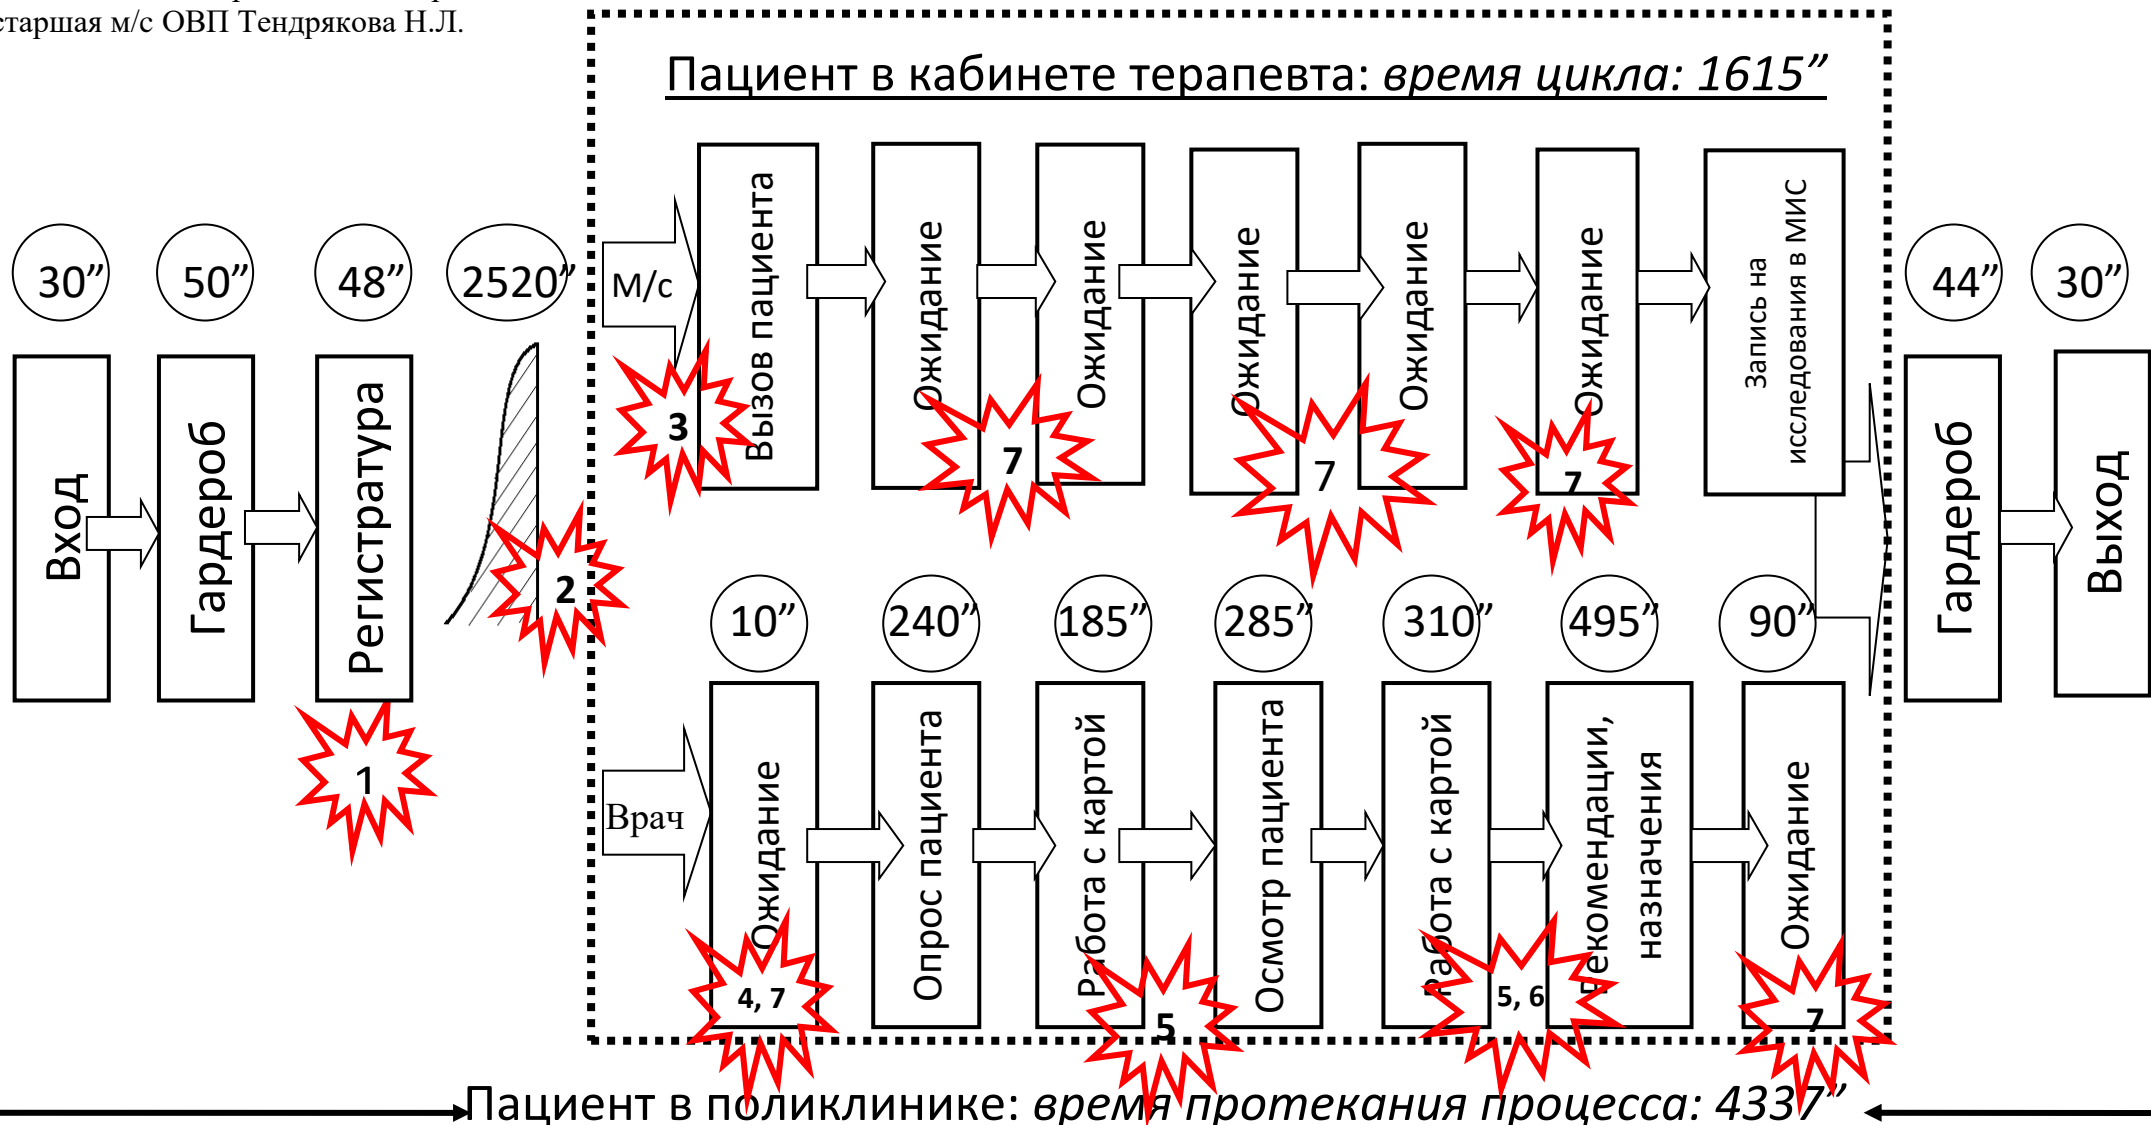 старшая м/с ОВП Тендрякова Н.Л.
Пациент в кабинете терапевта: время цикла: 1615”
30”
50”
48”
2520”
М/с
Вызов пациента
Ожидание
Ожидание
Ожидание
Ожидание
Ожидание
Запись на
исследования в МИС
44”
30”
Вход
Гардероб
Регистратура
1
2
3
7
7
7
Гардероб
Выход
10”
240”
185”
285”
310”
495”
90”
Врач
Ожидание
Опрос пациента
Работа с картой
Осмотр пациента
Работа с картой
Рекомендации,
назначения
Ожидание
4, 7
5
5, 6
7
Пациент в поликлинике: время протекания процесса: 4337”